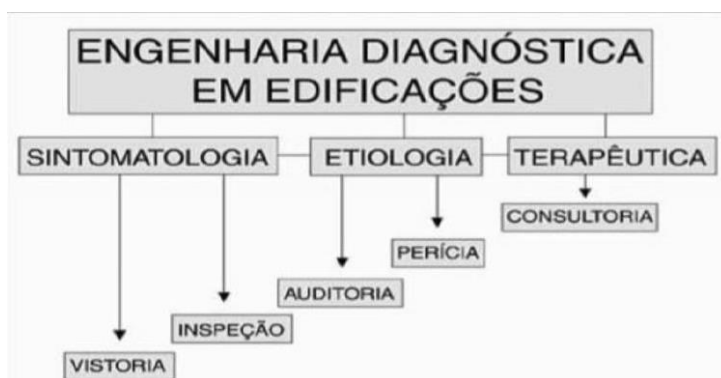 ENGENHARIA DIAGNÓSTICA
EM EDIFICAÇÕES
SINTOMATOLOGIA
ETIOLOGIA
TERAPÊUTICA
CONSULTORIA
PERÍCIA
AUDITORIA
INSPEÇÃO
VISTORIA